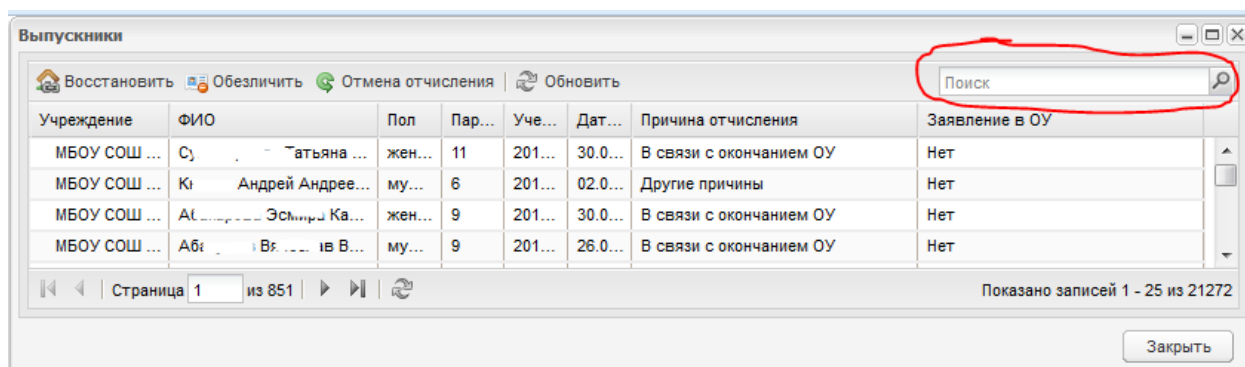 Выпускники
Восстановить Обезличить Отмена отчисления Обновить Поиск
Учреждение ФИО Пол Пар... Уче... Дат... Причина отчисления Заявление в ОУ
МБОУ СОШ ... Татьяна ... жен... 11 201... 30.0... В связи с окончанием ОУ Нет
МБОУ СОШ ... Андрей Андрее... му... 6 201... 02.0... Другие причины Нет
МБОУ СОШ ... Эсмира Ка... жен... 9 201... 30.0... В связи с окончанием ОУ Нет
МБОУ СОШ ... В... му... 9 201... 26.0... В связи с окончанием ОУ Нет
Страница 1 из 851 Показано записей 1 - 25 из 21272
Закрыть